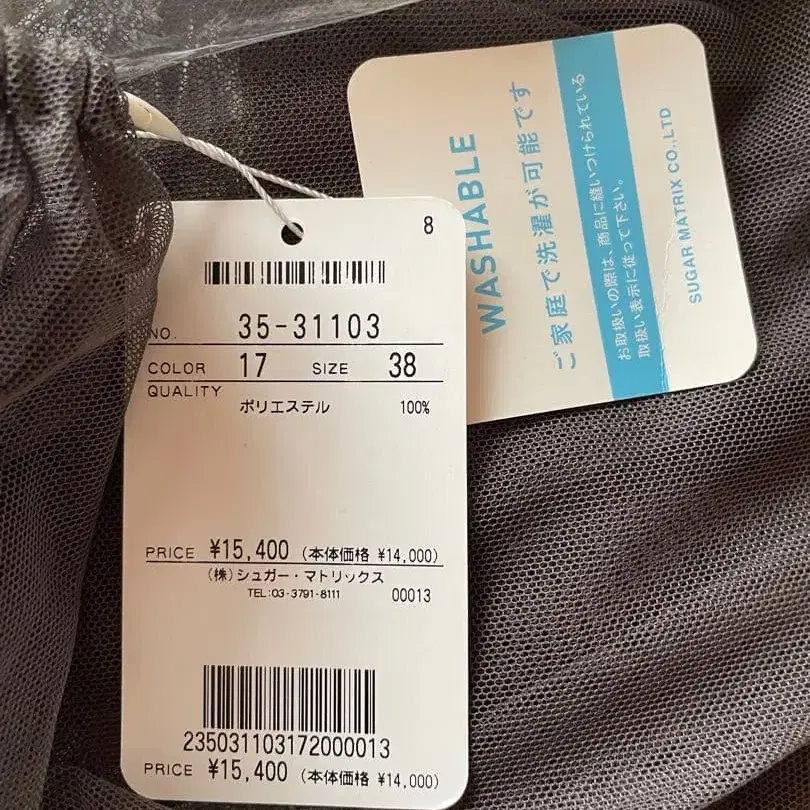 8
NO. 35-31103
COLOR 17 SIZE 38
QUALITY
ポリエステル 100%
PRICE ¥15,400 (本体価格 ¥14,000)
(株)シュガー・マトリックス
TEL:03-3791-8111 00013
235031103172000013
PRICE ¥15,400 (本体価格 ¥14,000)
WASHABLE
ご家庭で洗濯が可能です
お取扱いの際は、商品に縫いつけられている
取扱い表示に従って下さい。
SUGAR MATRIX CO.,LTD